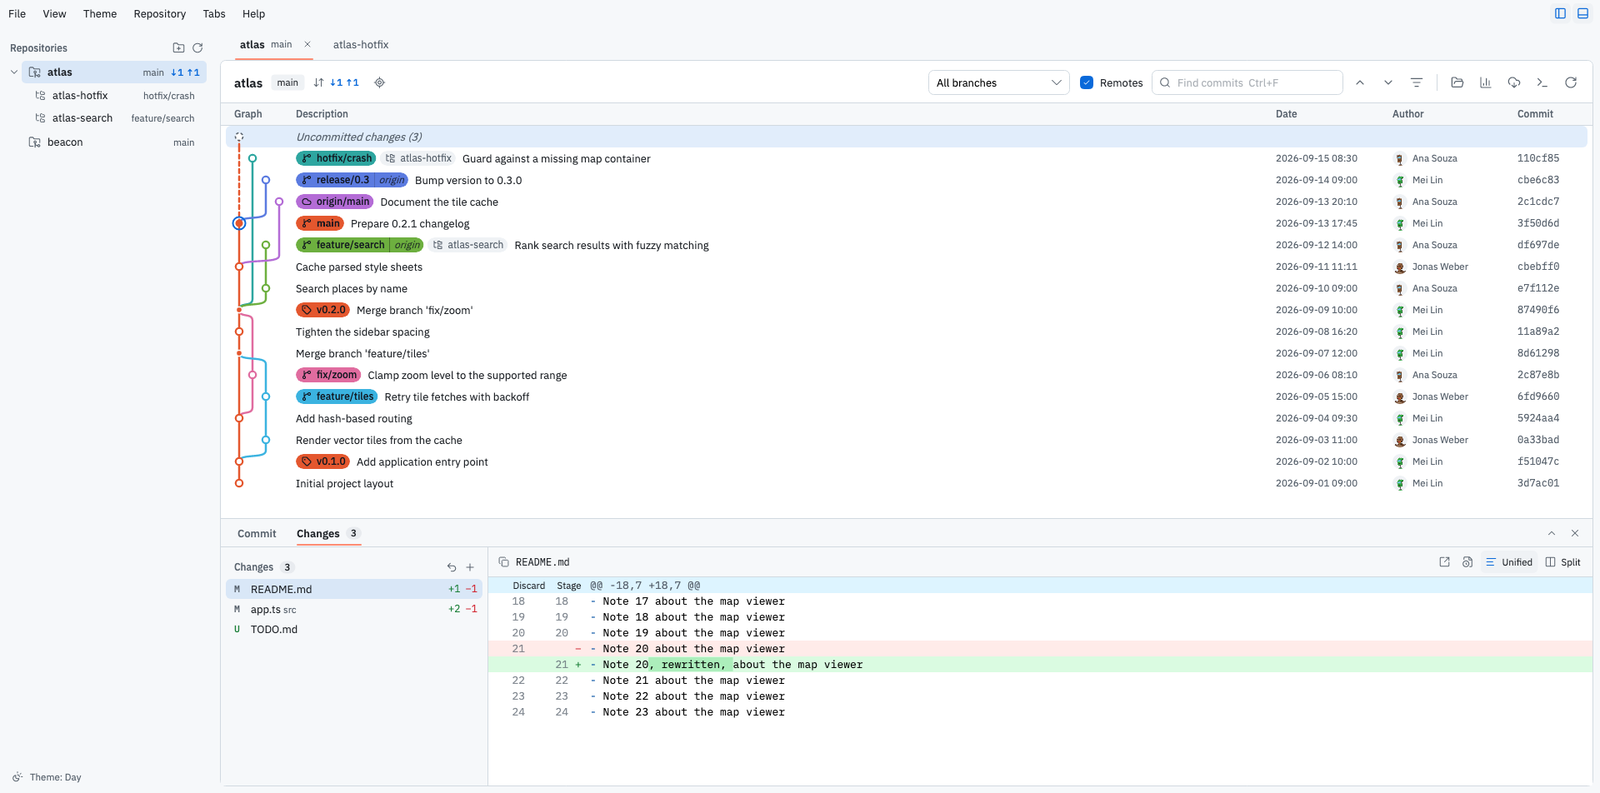 File View Theme Repository Tabs Help
Repositories
atlas main ↓1 ↑1
atlas-hotfix hotfix/crash
atlas-search feature/search
beacon main
Theme: Day
atlas main × atlas-hotfix
atlas main ↓1 ↑1 All branches Remotes Find commits Ctrl+F
Graph Description Date Author Commit
Uncommitted changes (3)
hotfix/crash atlas-hotfix Guard against a missing map container 2026-09-15 08:30 Ana Souza 110cf85
release/0.3 origin Bump version to 0.3.0 2026-09-14 09:00 Mei Lin cbe6c83
origin/main Document the tile cache 2026-09-13 20:10 Ana Souza 2c1cdc7
main Prepare 0.2.1 changelog 2026-09-13 17:45 Mei Lin 3f50d6d
feature/search origin atlas-search Rank search results with fuzzy matching 2026-09-12 14:00 Ana Souza df697de
Cache parsed style sheets 2026-09-11 11:11 Jonas Weber cbebff0
Search places by name 2026-09-10 09:00 Ana Souza e7f112e
v0.2.0 Merge branch 'fix/zoom' 2026-09-09 10:00 Mei Lin 87490f6
Tighten the sidebar spacing 2026-09-08 16:20 Mei Lin 11a89a2
Merge branch 'feature/tiles' 2026-09-07 12:00 Mei Lin 8d61298
fix/zoom Clamp zoom level to the supported range 2026-09-06 08:10 Ana Souza 2c87e8b
feature/tiles Retry tile fetches with backoff 2026-09-05 15:00 Jonas Weber 6fd9660
Add hash-based routing 2026-09-04 09:30 Mei Lin 5924aa4
Render vector tiles from the cache 2026-09-03 11:00 Jonas Weber 0a33bad
v0.1.0 Add application entry point 2026-09-02 10:00 Mei Lin f51047c
Initial project layout 2026-09-01 09:00 Mei Lin 3d7ac01
Commit Changes 3
Changes 3
M README.md +1 −1
M app.ts src +2 −1
U TODO.md
README.md Unified Split
Discard Stage @@ -18,7 +18,7 @@
18 18 - Note 17 about the map viewer
19 19 - Note 18 about the map viewer
20 20 - Note 19 about the map viewer
21 − - Note 20 about the map viewer
21 + - Note 20, rewritten, about the map viewer
22 22 - Note 21 about the map viewer
23 23 - Note 22 about the map viewer
24 24 - Note 23 about the map viewer